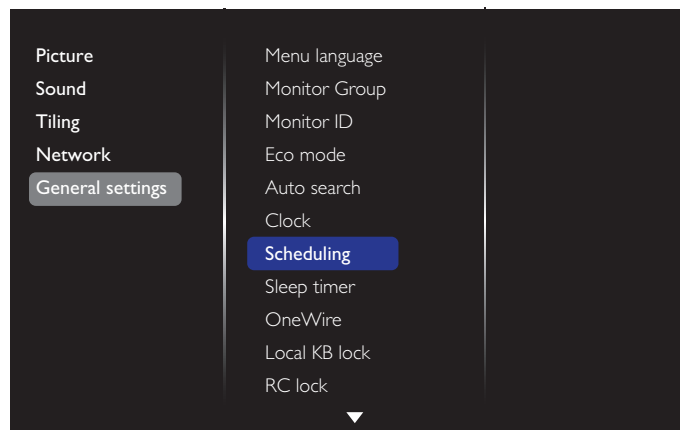 Picture
Sound
Tiling
Network
General settings
Menu language
Monitor Group
Monitor ID
Eco mode
Auto search
Clock
Scheduling
Sleep timer
OneWire
Local KB lock
RC lock